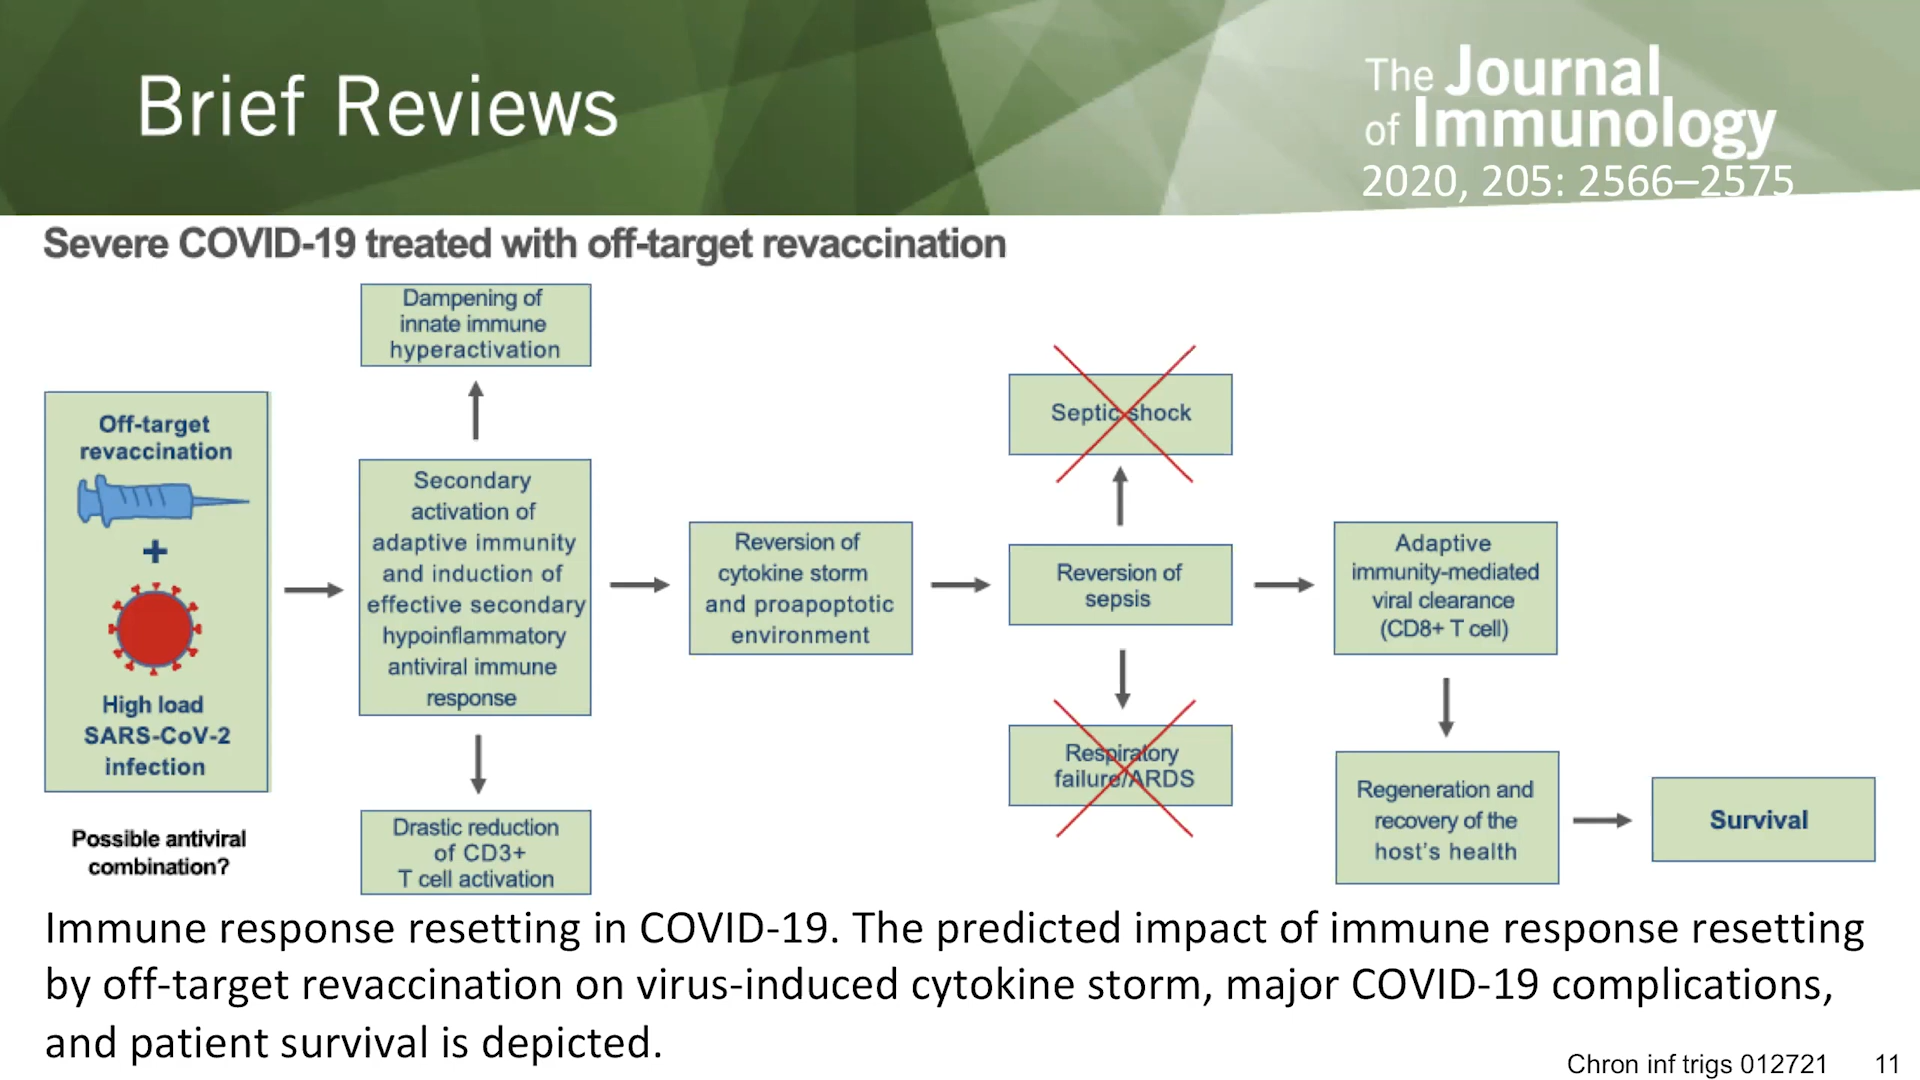 Brief Reviews
The Journal
of Immunology
2020, 205: 2566–2575
Severe COVID-19 treated with off-target revaccination
Off-target
revaccination
+
High load
SARS-CoV-2
infection
Possible antiviral
combination?
Dampening of
innate immune
hyperactivation
Secondary
activation of
adaptive immunity
and induction of
effective secondary
hypoinflammatory
antiviral immune
response
Drastic reduction
of CD3+
T cell activation
Reversion of
cytokine storm
and proapoptotic
environment
Septic shock
Reversion of
sepsis
Respiratory
failure/ARDS
Adaptive
immunity-mediated
viral clearance
(CD8+ T cell)
Regeneration and
recovery of the
host's health
Survival
Immune response resetting in COVID-19. The predicted impact of immune response resetting
by off-target revaccination on virus-induced cytokine storm, major COVID-19 complications,
and patient survival is depicted.
Chron inf trigs 012721 11